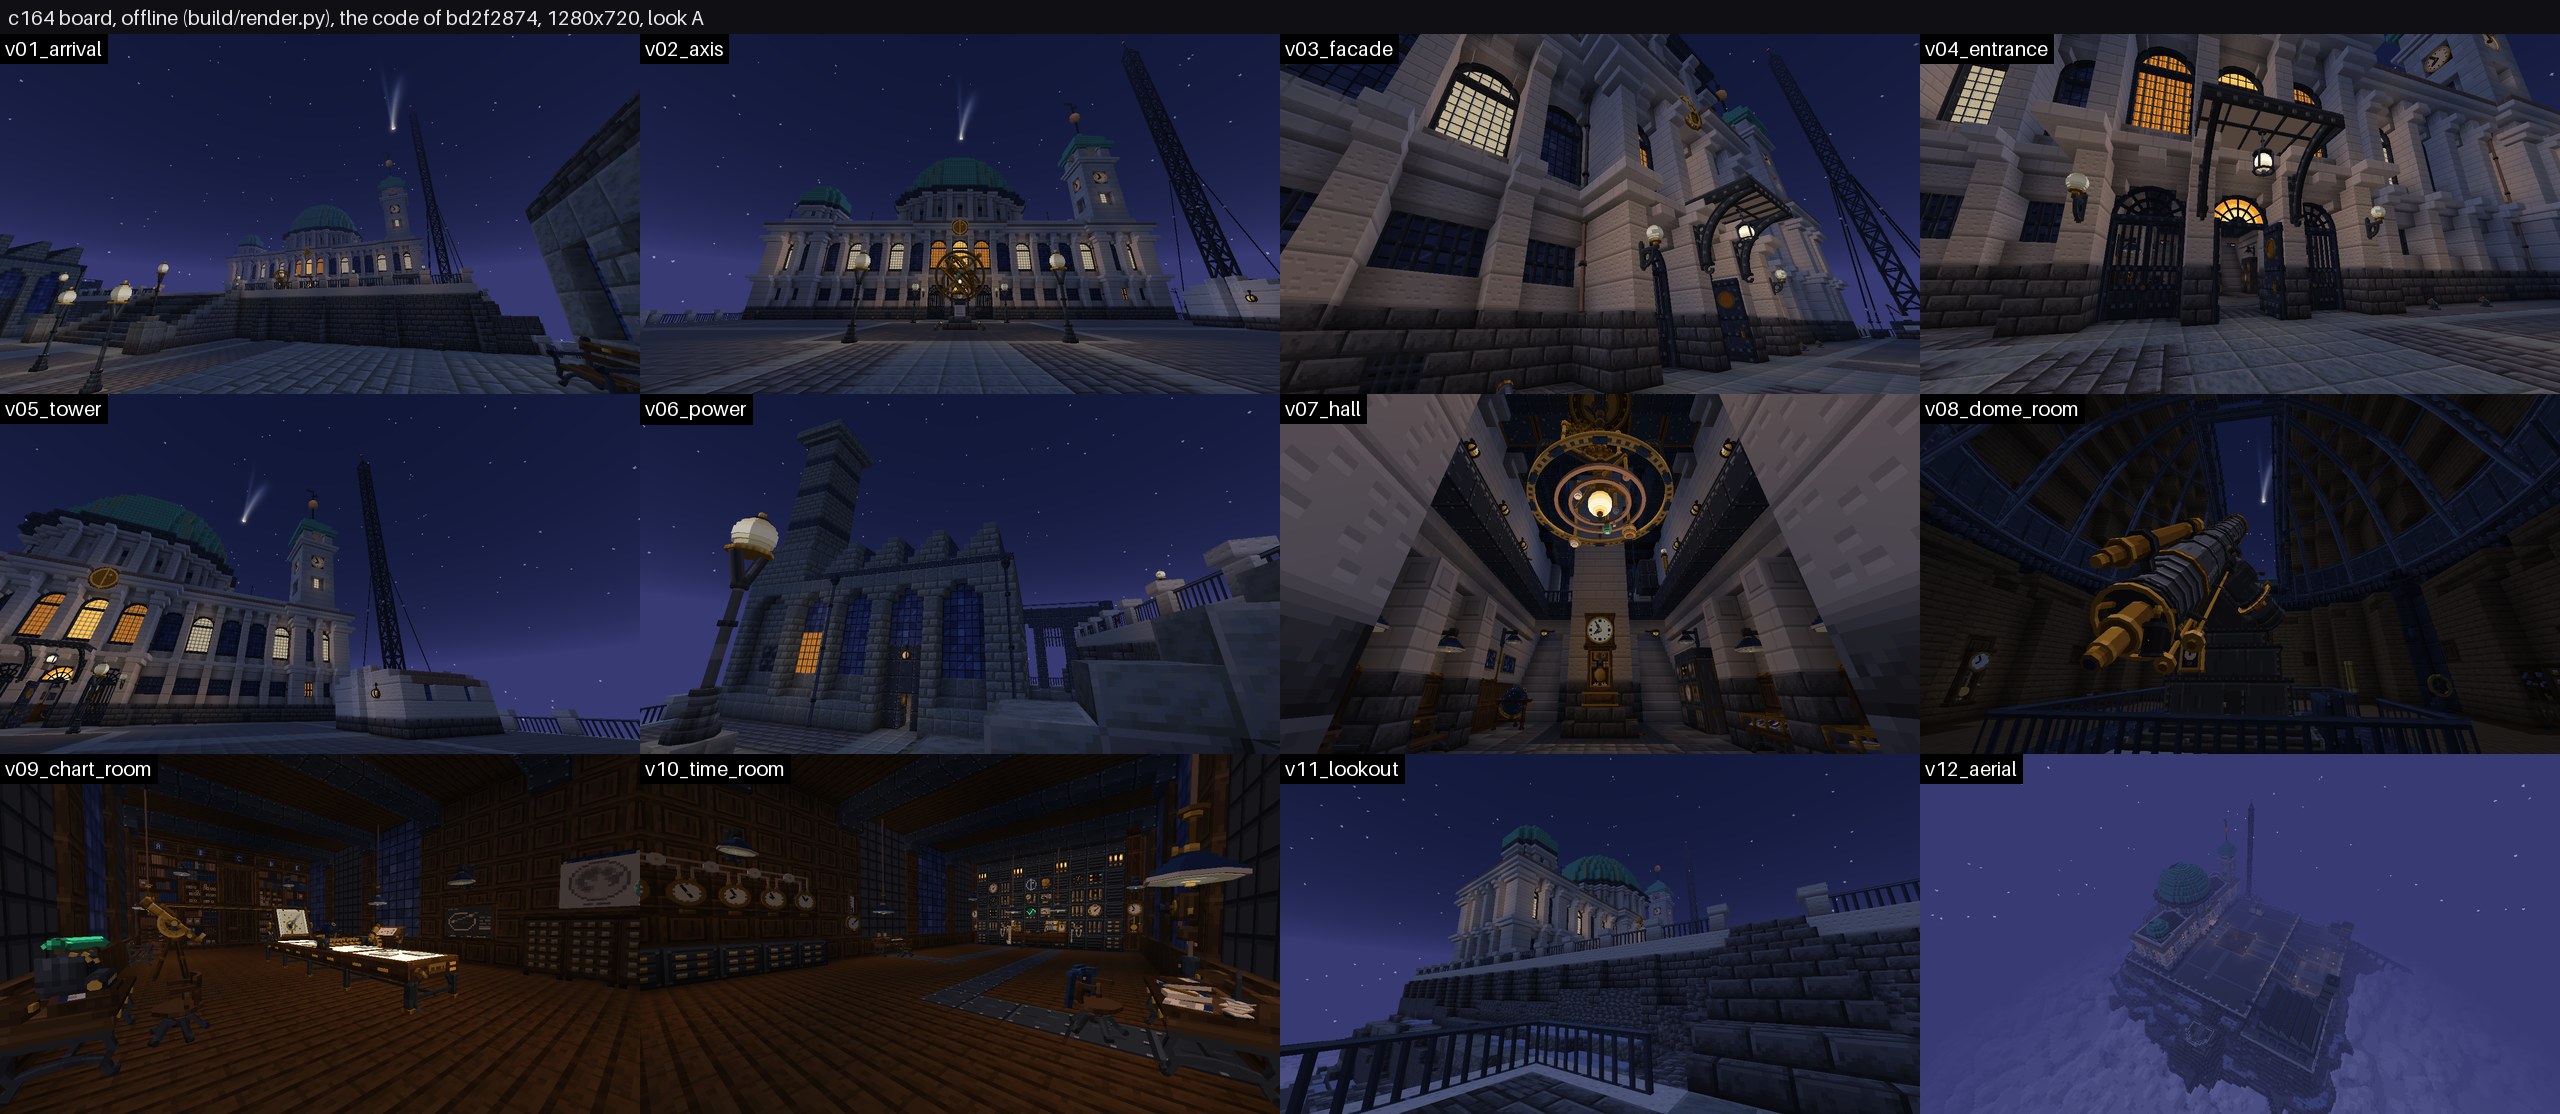 c164 board, offline (build/render.py), the code of bd2f2874, 1280x720, look A
v01_arrival
v02_axis
v03_facade
v04_entrance
v05_tower
v06_power
v07_hall
v08_dome_room
v09_chart_room
v10_time_room
v11_lookout
v12_aerial